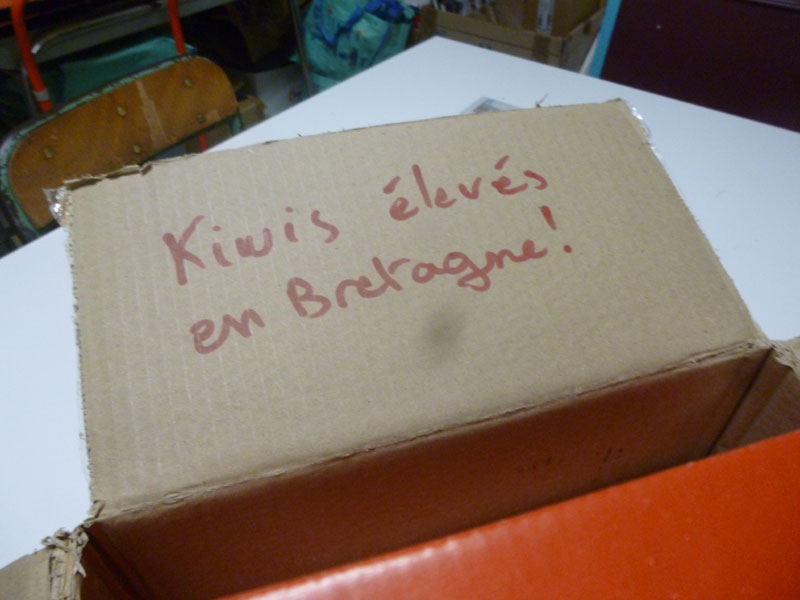 Kiwis élevés
en Bretagne!